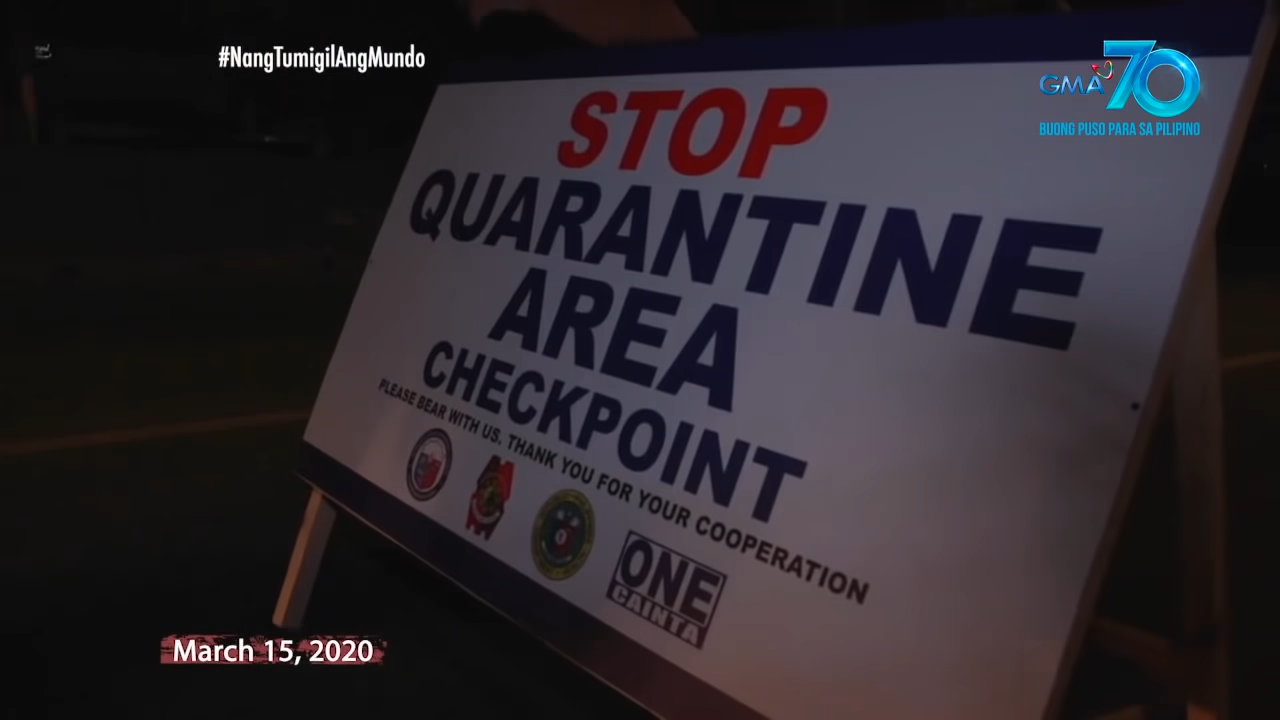 #NangTumigilAngMundo
GMA 70
BUONG PUSO PARA SA PILIPINO
STOP
QUARANTINE
AREA
CHECKPOINT
PLEASE BEAR WITH US. THANK YOU FOR YOUR COOPERATION
ONE
CAINTA
March 15, 2020